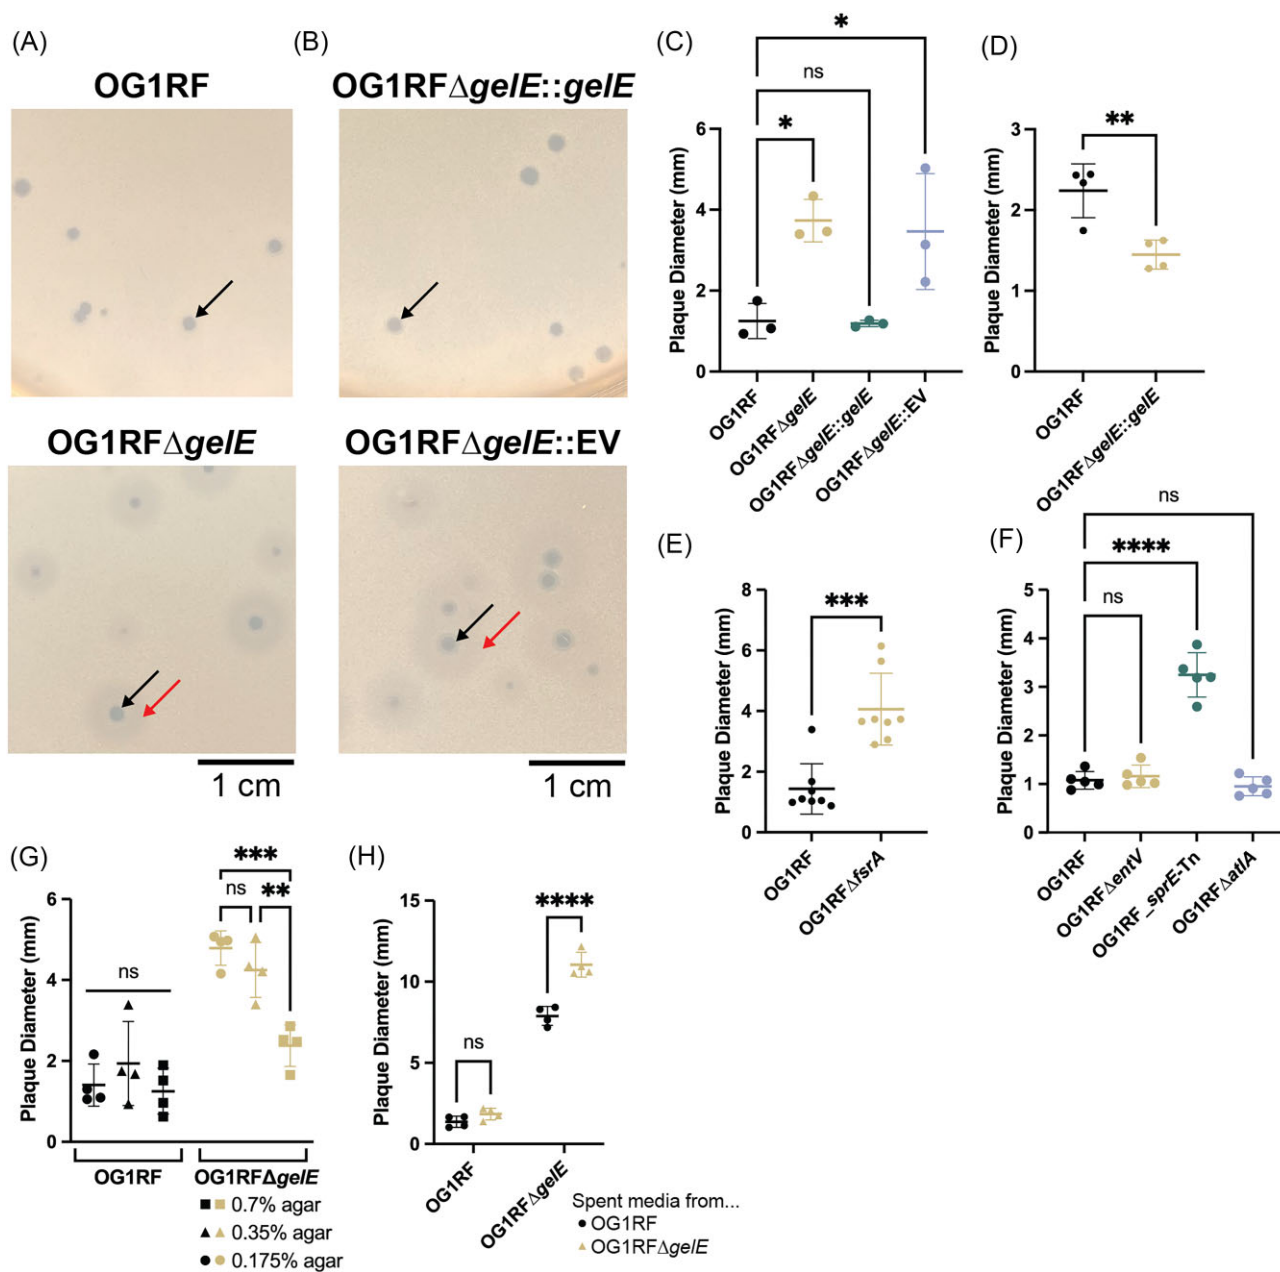 (A)
OG1RF
OG1RFΔgelE
1 cm
(B)
OG1RFΔgelE::gelE
OG1RFΔgelE::EV
1 cm
(C)
*
ns
*
Plaque Diameter (mm)
6
4
2
0
OG1RF
OG1RFΔgelE
OG1RFΔgelE::gelE
OG1RFΔgelE::EV
(D)
**
Plaque Diameter (mm)
3
2
1
0
OG1RF
OG1RFΔgelE::gelE
(E)
***
Plaque Diameter (mm)
8
6
4
2
0
OG1RF
OG1RFΔfsrA
(F)
ns
****
ns
Plaque Diameter (mm)
5
4
3
2
1
0
OG1RF
OG1RFΔentV
OG1RF_sprE-Tn
OG1RFΔatlA
(G)
***
ns
**
ns
Plaque Diameter (mm)
6
4
2
0
OG1RF
OG1RFΔgelE
0.7% agar
0.35% agar
0.175% agar
(H)
****
ns
Plaque Diameter (mm)
15
10
5
0
OG1RF
OG1RFΔgelE
Spent media from...
OG1RF
OG1RFΔgelE